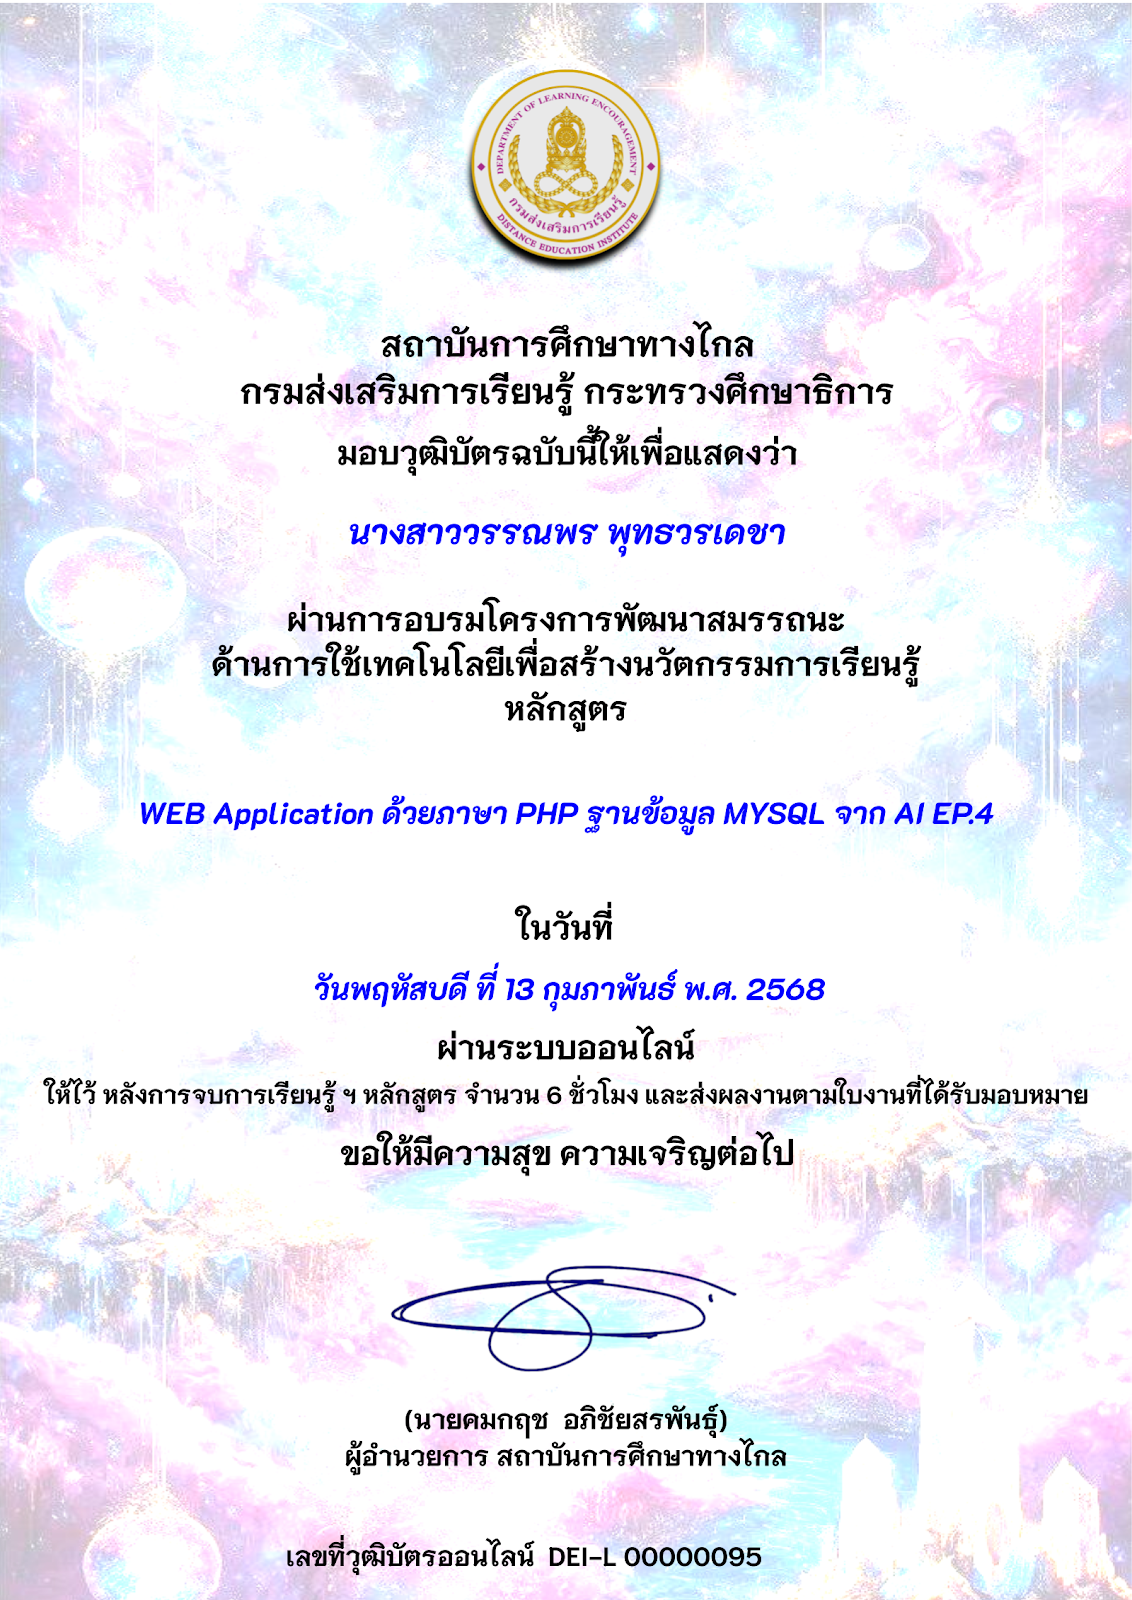 DEPARTMENT OF LEARNING ENCOURAGEMENT
กรมส่งเสริมการเรียนรู้
DISTANCE EDUCATION INSTITUTE
สถาบันการศึกษาทางไกล
กรมส่งเสริมการเรียนรู้ กระทรวงศึกษาธิการ
มอบวุฒิบัตรฉบับนี้ให้เพื่อแสดงว่า
นางสาววรรณพร พุทธวรเดชา
ผ่านการอบรมโครงการพัฒนาสมรรถนะ
ด้านการใช้เทคโนโลยีเพื่อสร้างนวัตกรรมการเรียนรู้
หลักสูตร
WEB Application ด้วยภาษา PHP ฐานข้อมูล MYSQL จาก AI EP.4
ในวันที่
วันพฤหัสบดี ที่ 13 กุมภาพันธ์ พ.ศ. 2568
ผ่านระบบออนไลน์
ให้ไว้ หลังการจบการเรียนรู้ ฯ หลักสูตร จำนวน 6 ชั่วโมง และส่งผลงานตามใบงานที่ได้รับมอบหมาย
ขอให้มีความสุข ความเจริญต่อไป
(นายคมกฤช อภิชัยสรพันธุ์)
ผู้อำนวยการ สถาบันการศึกษาทางไกล
เลขที่วุฒิบัตรออนไลน์ DEI-L 00000095